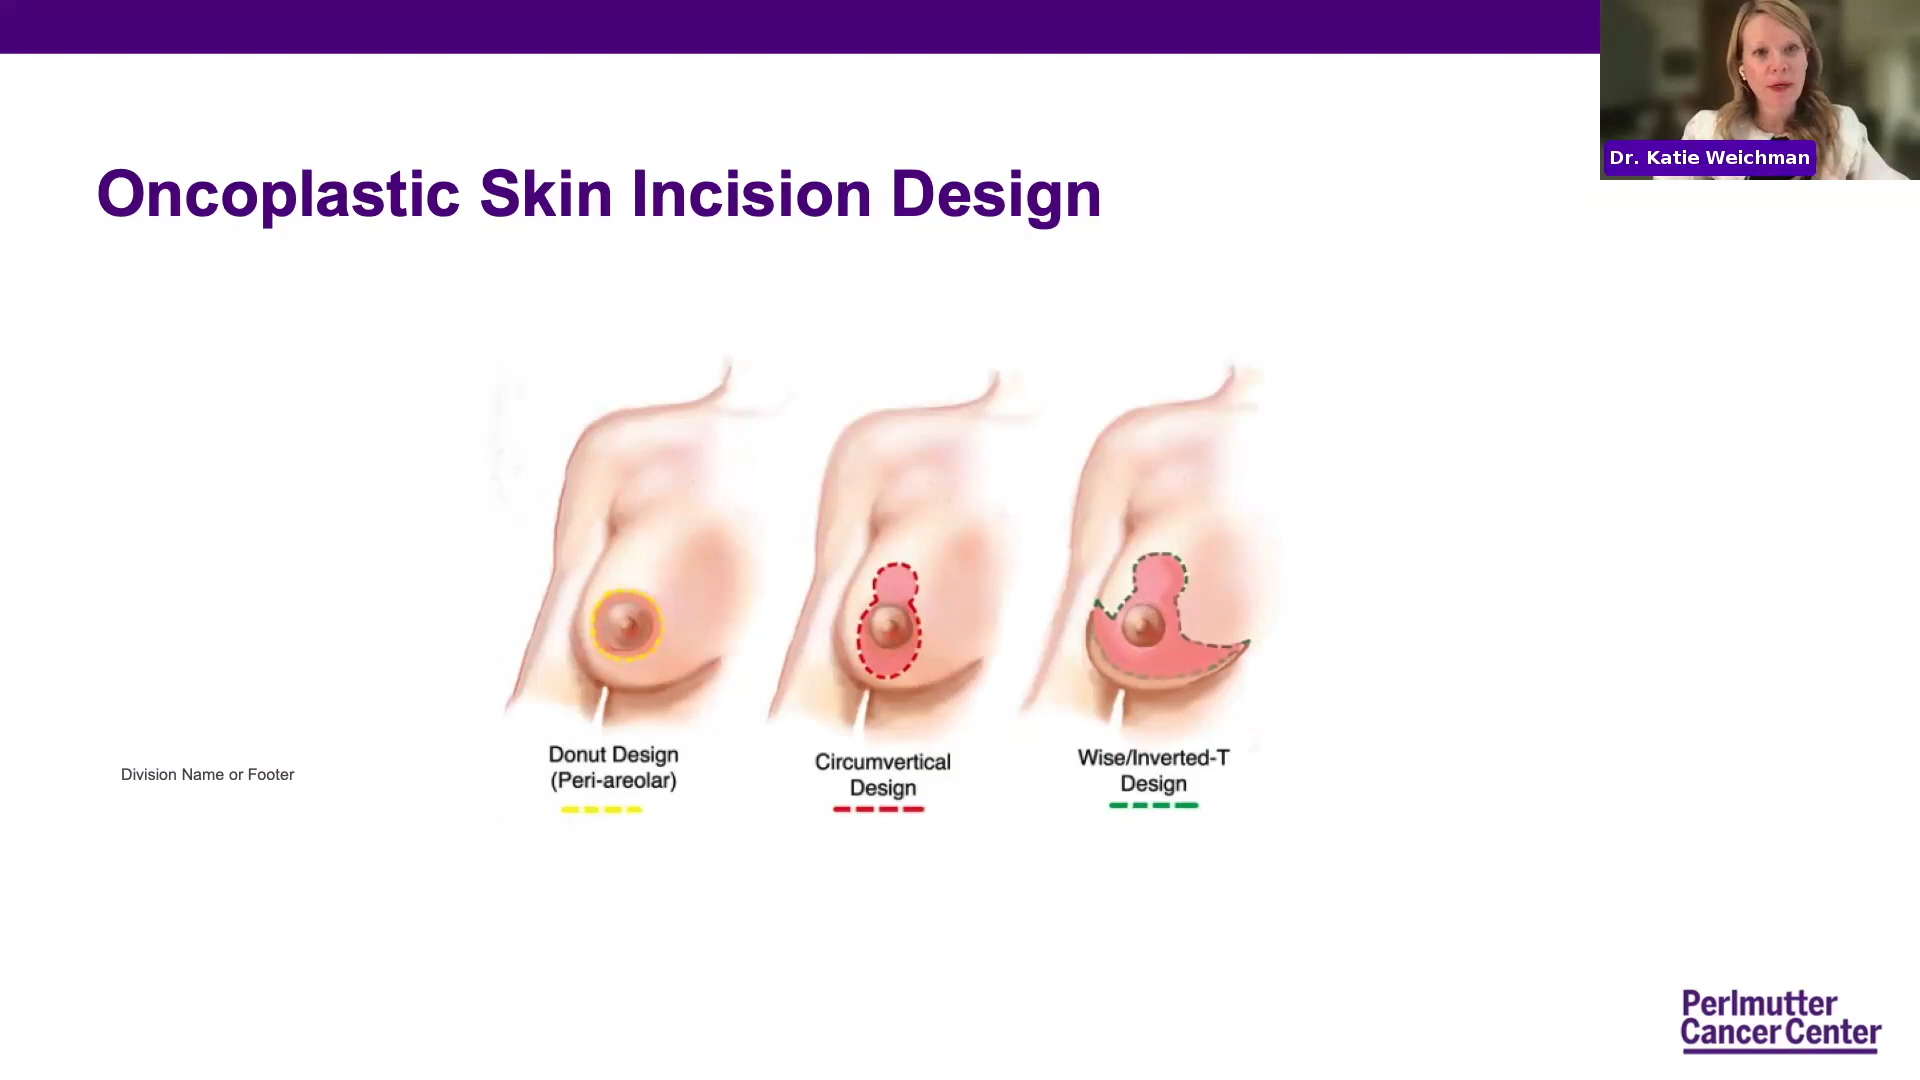 Dr. Katie Weichman
Oncoplastic Skin Incision Design
Donut Design
(Peri-areolar)
Circumvertical
Design
Wise/Inverted-T
Design
Division Name or Footer
Perlmutter
Cancer Center